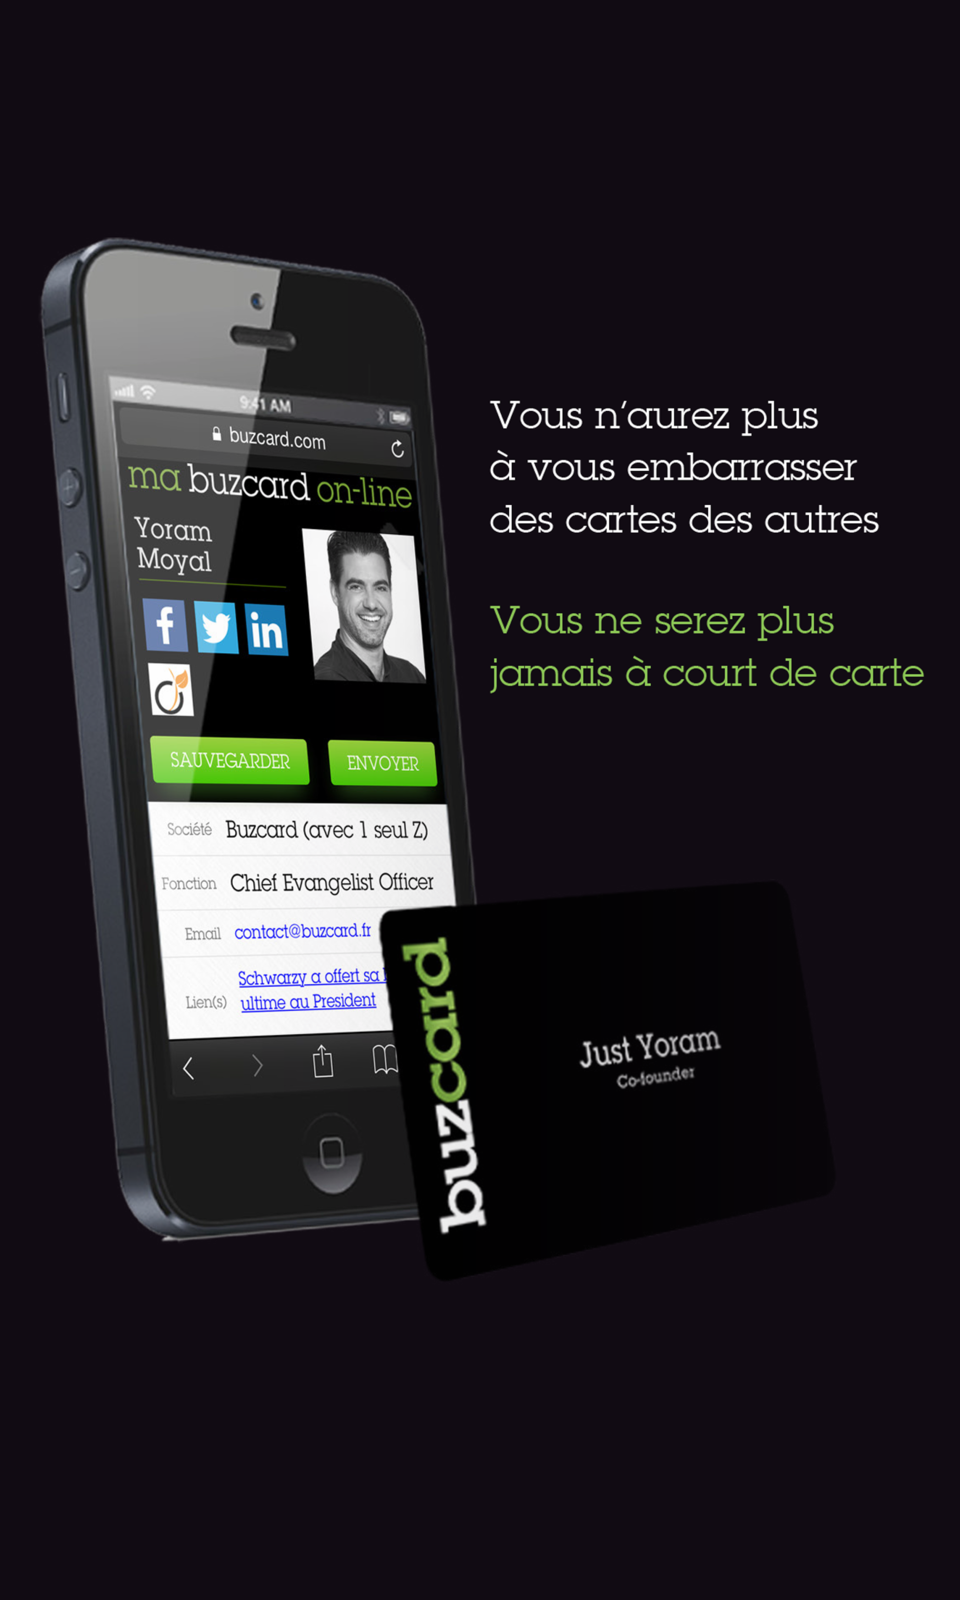 9:41 AM
buzcard.com
ma buzcard on-line
Yoram
Moyal
SAUVEGARDER
ENVOYER
Société Buzcard (avec 1 seul Z)
Fonction Chief Evangelist Officer
Email contact@buzcard.fr
Lien(s) Schwarzy a offert sa
ultime au President
Vous n’aurez plus
à vous embarrasser
des cartes des autres
Vous ne serez plus
jamais à court de carte
buzcard
Just Yoram
Co-founder